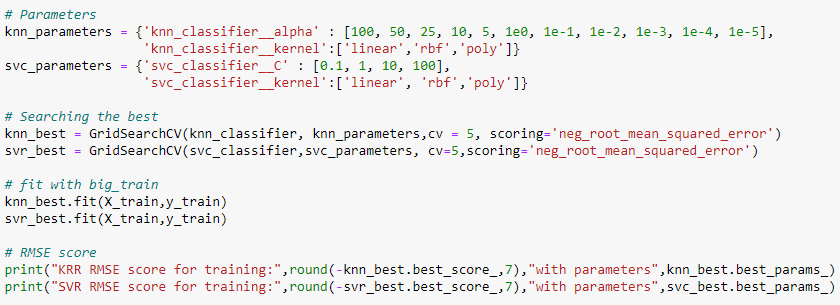 # Parameters
knn_parameters = {'knn_classifier__alpha' : [100, 50, 25, 10, 5, 1e0, 1e-1, 1e-2, 1e-3, 1e-4, 1e-5],
'knn_classifier__kernel':['linear','rbf','poly']}
svc_parameters = {'svc_classifier__C' : [0.1, 1, 10, 100],
'svc_classifier__kernel':['linear', 'rbf','poly']}
# Searching the best
knn_best = GridSearchCV(knn_classifier, knn_parameters,cv = 5, scoring='neg_root_mean_squared_error')
svr_best = GridSearchCV(svc_classifier,svc_parameters, cv=5,scoring='neg_root_mean_squared_error')
# fit with big_train
knn_best.fit(X_train,y_train)
svr_best.fit(X_train,y_train)
# RMSE score
print("KRR RMSE score for training:",round(-knn_best.best_score_,7),"with parameters",knn_best.best_params_)
print("SVR RMSE score for training:",round(-svr_best.best_score_,7),"with parameters",svc_best.best_params_)